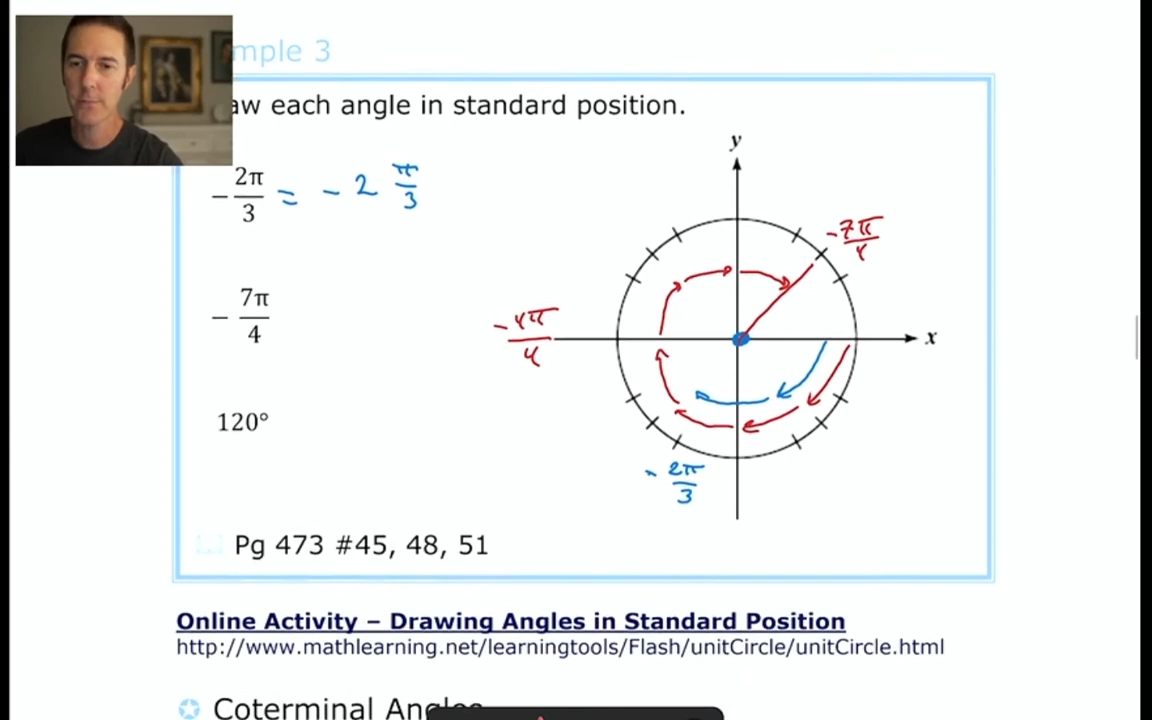 mple 3
aw each angle in standard position.
-2π/3 = -2 π/3
-7π/4
120°
y
x
-7π/4
-4π/4
-2π/3
Pg 473 #45, 48, 51
Online Activity – Drawing Angles in Standard Position
http://www.mathlearning.net/learningtools/Flash/unitCircle/unitCircle.html
Coterminal Angles